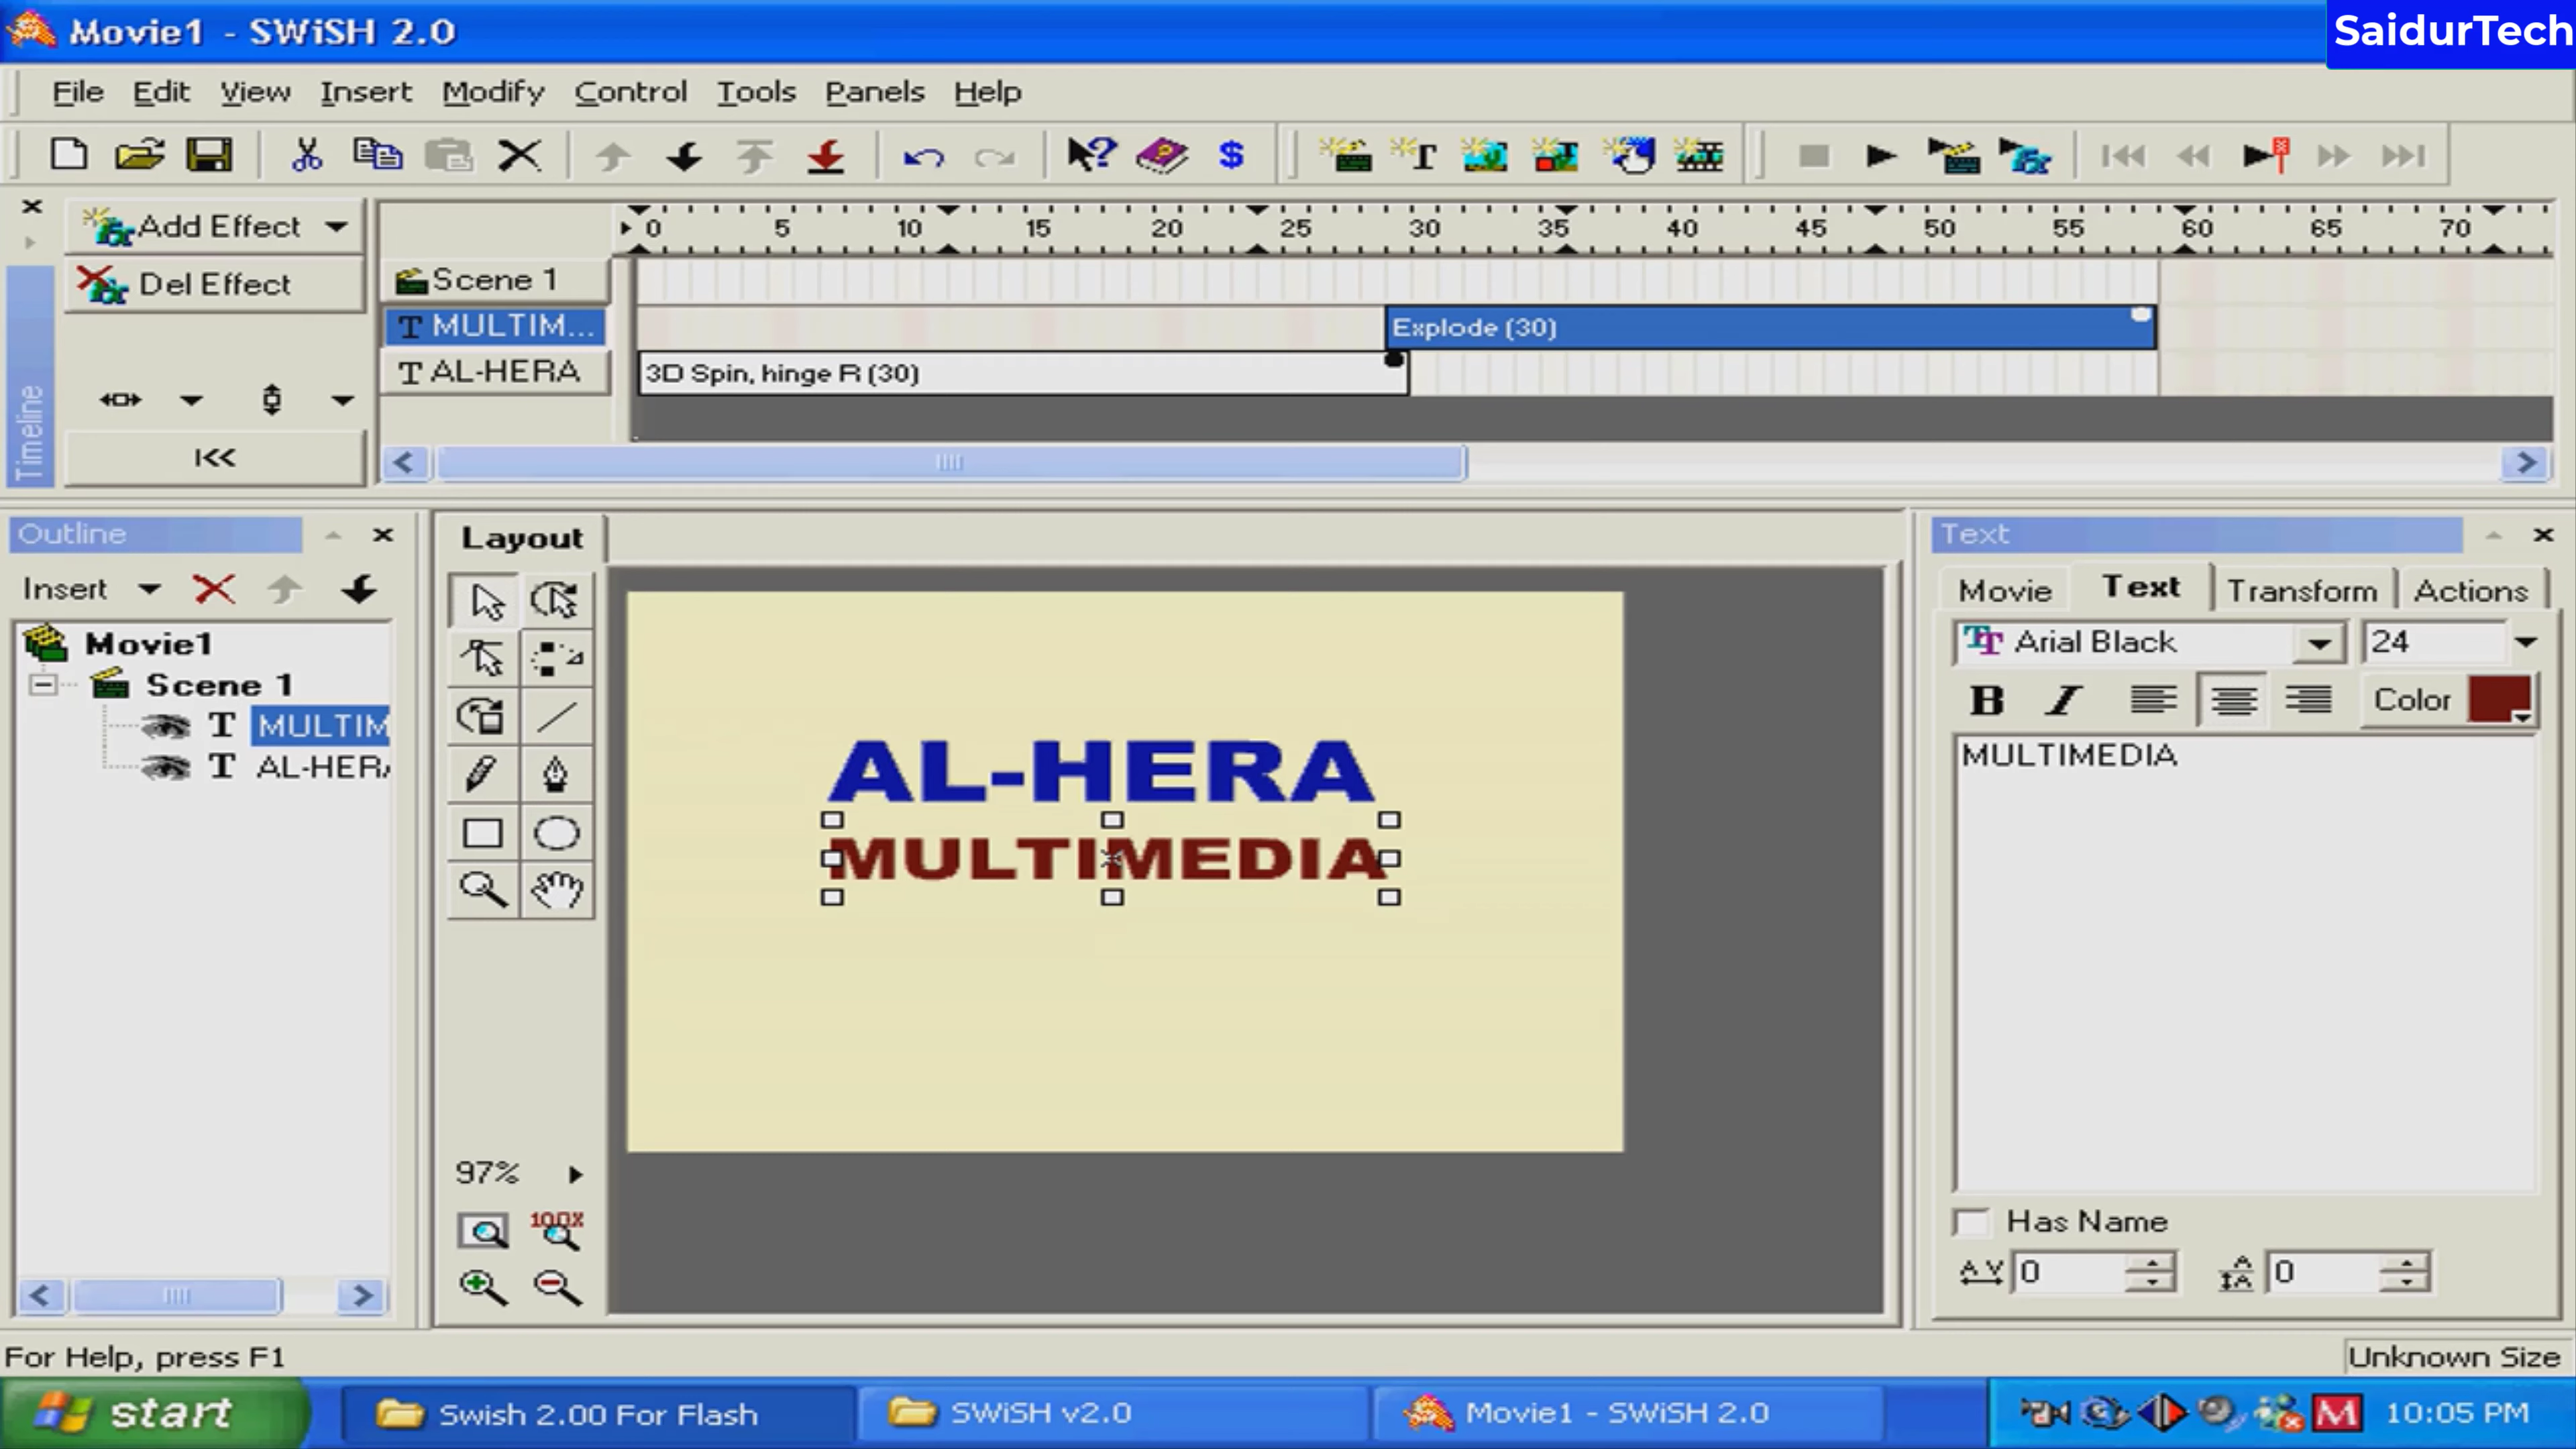 Movie1 - SWiSH 2.0
SaidurTech
File Edit View Insert Modify Control Tools Panels Help
Add Effect
0 5 10 15 20 25 30 35 40 45 50 55 60 65 70
Del Effect
Scene 1
MULTIM...
Explode (30)
AL-HERA
3D Spin, hinge R (30)
Timeline
Outline
Layout
Text
Insert
Movie Text Transform Actions
Movie1
Arial Black 24
Scene 1
B I Color
MULTIM
AL-HER
MULTIMEDIA
AL-HERA
MULTIMEDIA
97%
100%
Has Name
0 0
For Help, press F1
Unknown Size
start
Swish 2.00 For Flash
SWiSH v2.0
Movie1 - SWiSH 2.0
10:05 PM